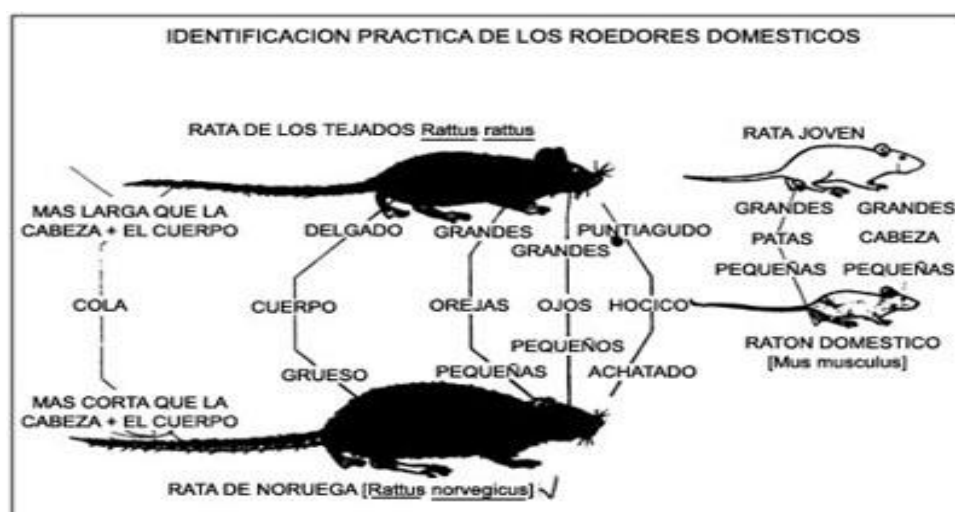 IDENTIFICACION PRACTICA DE LOS ROEDORES DOMESTICOS
RATA DE LOS TEJADOS Rattus rattus
RATA JOVEN
MAS LARGA QUE LA
CABEZA + EL CUERPO
DELGADO
GRANDES
GRANDES
PUNTIAGUDO
GRANDES
GRANDES
PATAS
CABEZA
PEQUEÑAS
PEQUEÑAS
COLA
CUERPO
OREJAS
OJOS
HOCICO
RATON DOMESTICO
[Mus musculus]
GRUESO
PEQUEÑAS
PEQUEÑOS
ACHATADO
MAS CORTA QUE LA
CABEZA + EL CUERPO
RATA DE NORUEGA [Rattus norvegicus]